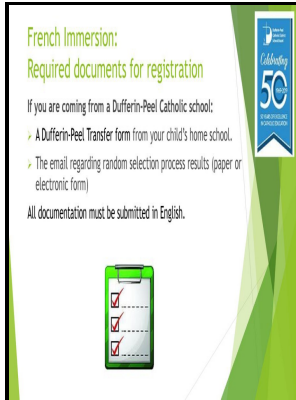 French Immersion:
Required documents for registration
If you are coming from a Dufferin-Peel Catholic school:
A Dufferin-Peel Transfer form from your child's home school.
The email regarding random selection process results (paper or
electronic form)
All documentation must be submitted in English.
Celebrating
50